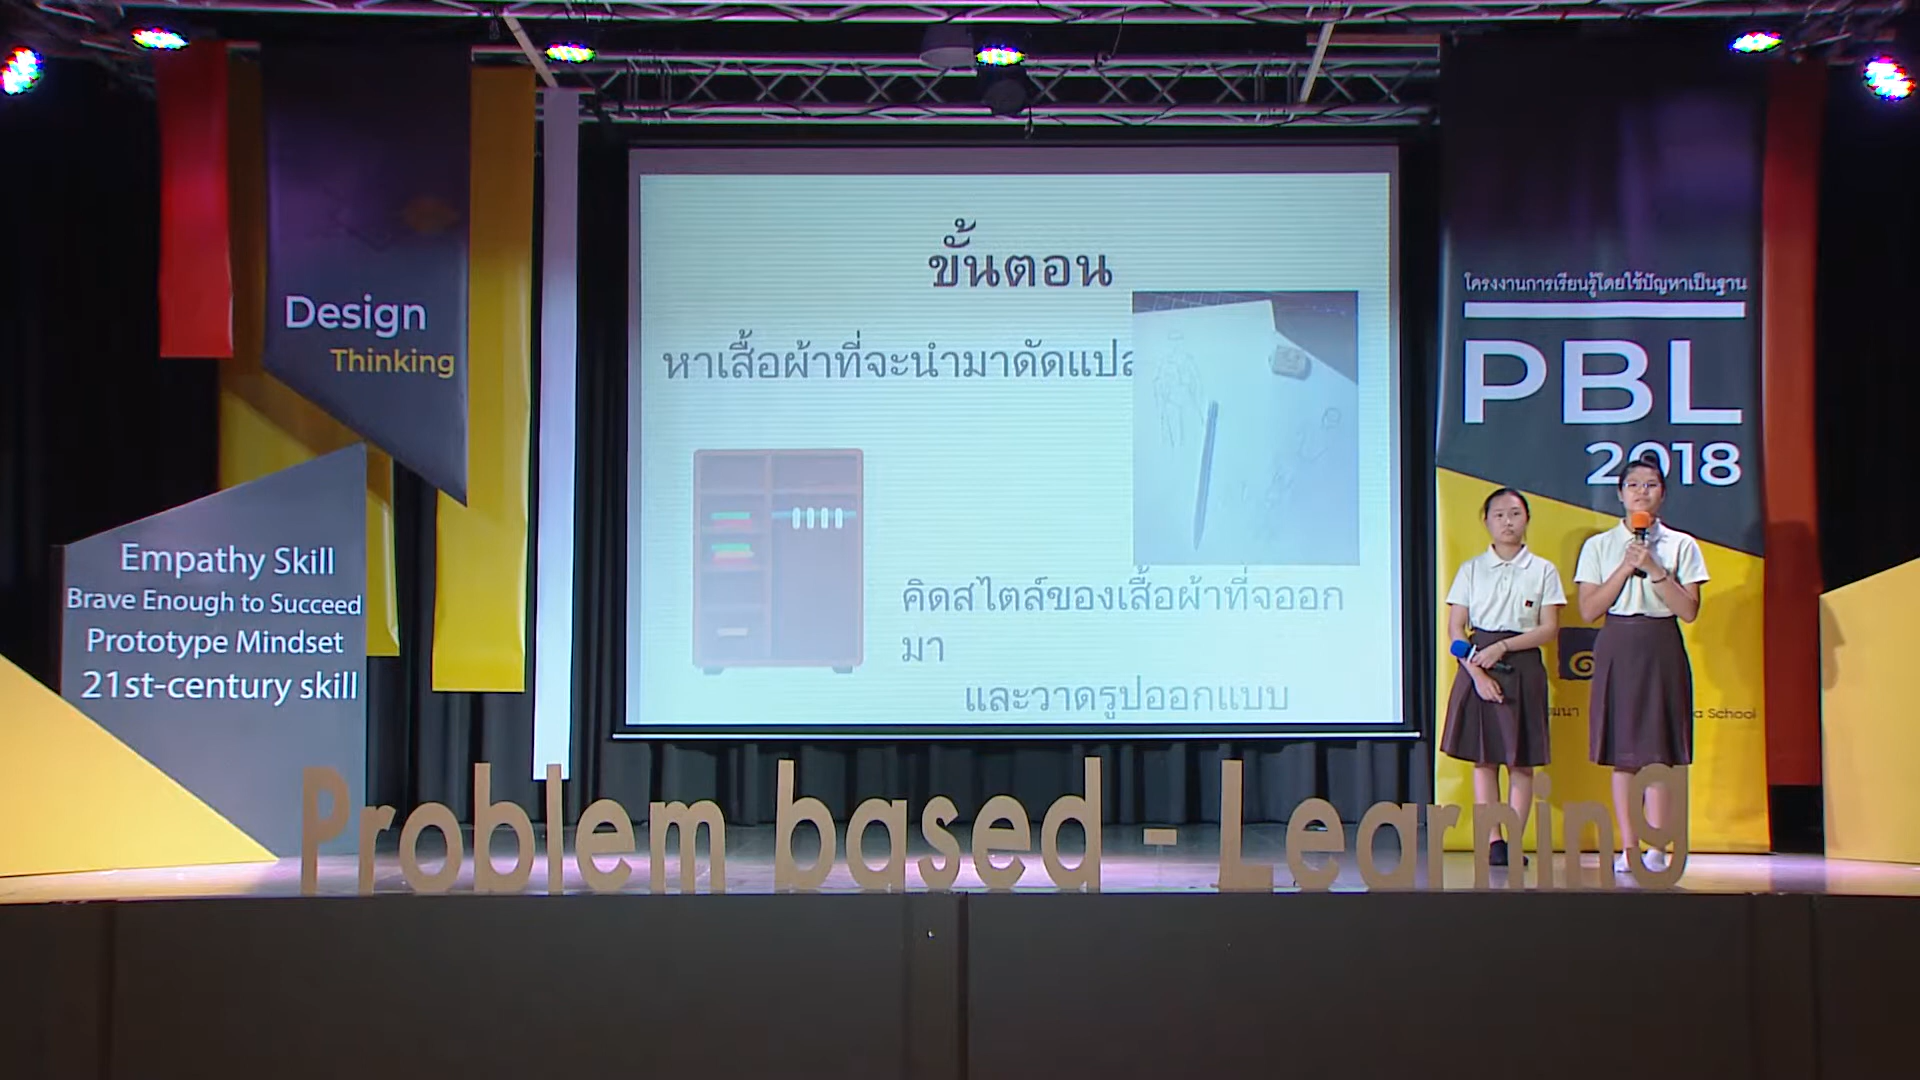 Design
Thinking
Empathy Skill
Brave Enough to Succeed
Prototype Mindset
21st-century skill
ขั้นตอน
หาเสื้อผ้าที่จะนำมาดัดแปล
คิดสไตล์ของเสื้อผ้าที่จออก
มา
และวาดรูปออกแบบ
โครงงานการเรียนรู้โดยใช้ปัญหาเป็นฐาน
PBL
2018
School
Problem based - Learning